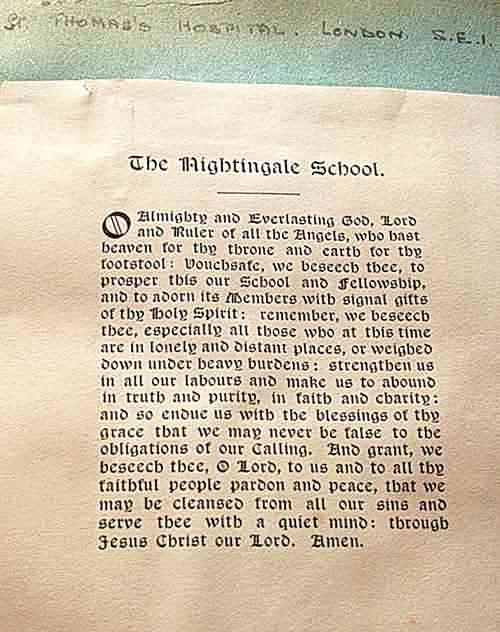 St. THOMAS'S HOSPITAL. LONDON. S.E.1.
The Nightingale School.
O Almighty and Everlasting God, Lord
and Ruler of all the Angels, who hast
heaven for thy throne and earth for thy
footstool: Vouchsafe, we beseech thee, to
prosper this our School and Fellowship,
and to adorn its Members with signal gifts
of thy Holy Spirit: remember, we beseech
thee, especially all those who at this time
are in lonely and distant places, or weighed
down under heavy burdens: strengthen us
in all our labours and make us to abound
in truth and purity, in faith and charity:
and so endue us with the blessings of thy
grace that we may never be false to the
obligations of our Calling. And grant, we
beseech thee, O Lord, to us and to all thy
faithful people pardon and peace, that we
may be cleansed from all our sins and
serve thee with a quiet mind: through
Jesus Christ our Lord. Amen.